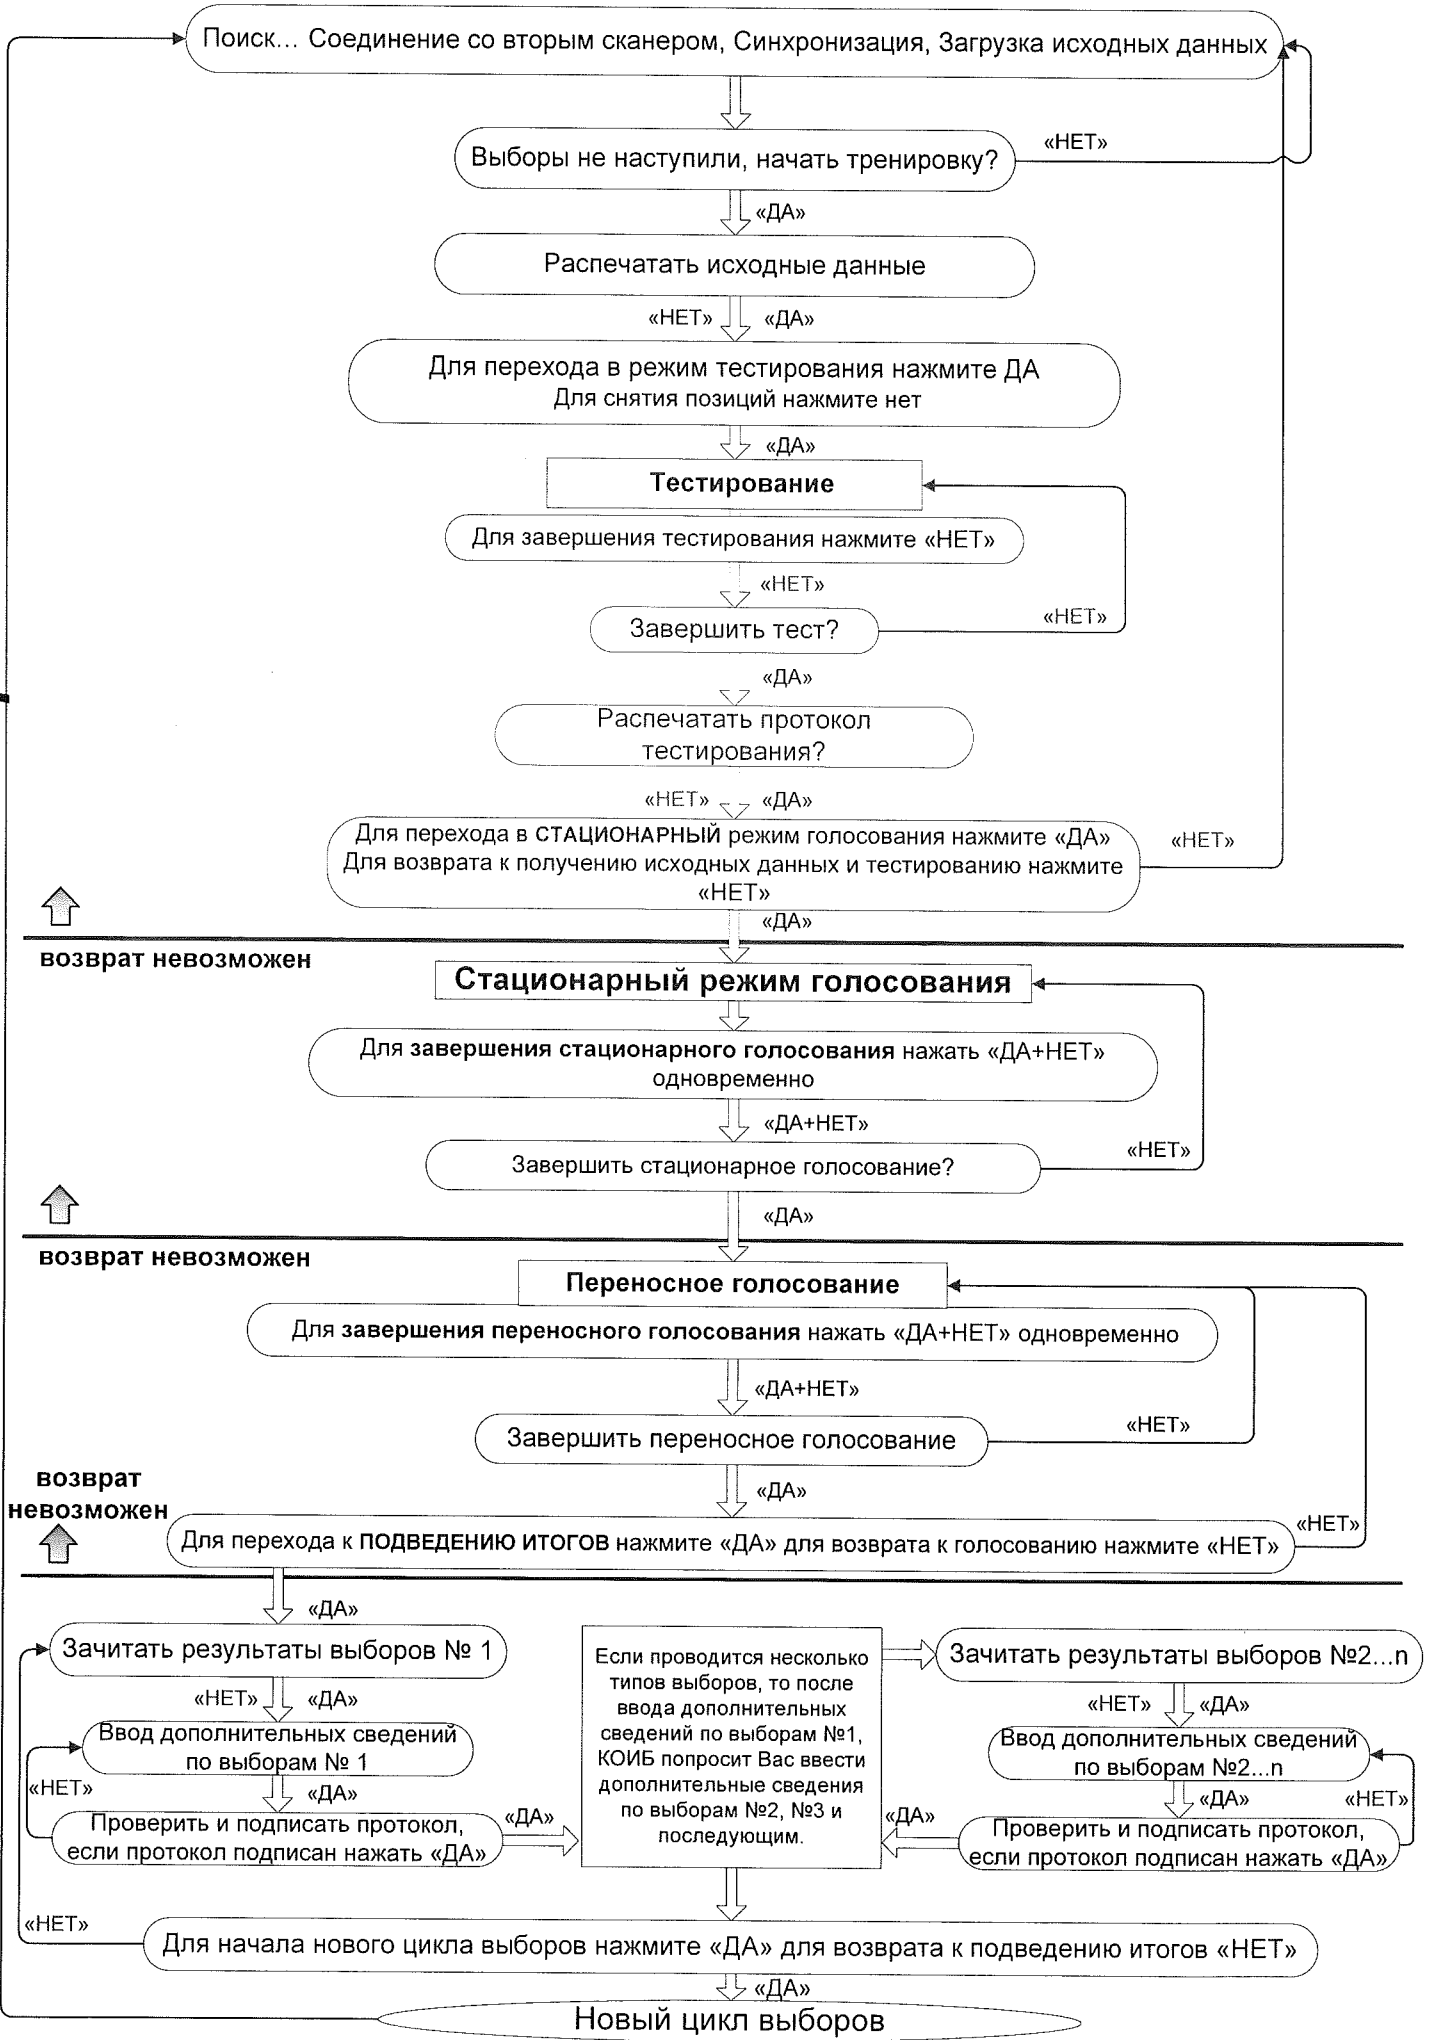 Поиск... Соединение со вторым сканером, Синхронизация, Загрузка исходных данных
Выборы не наступили, начать тренировку?
«НЕТ»
«ДА»
Распечатать исходные данные
«НЕТ» «ДА»
Для перехода в режим тестирования нажмите ДА
Для снятия позиций нажмите нет
«ДА»
Тестирование
Для завершения тестирования нажмите «НЕТ»
«НЕТ»
Завершить тест?
«НЕТ»
«ДА»
Распечатать протокол
тестирования?
«НЕТ» «ДА»
Для перехода в СТАЦИОНАРНЫЙ режим голосования нажмите «ДА»
Для возврата к получению исходных данных и тестированию нажмите
«НЕТ»
«НЕТ»
«ДА»
возврат невозможен
Стационарный режим голосования
Для завершения стационарного голосования нажать «ДА+НЕТ»
одновременно
«ДА+НЕТ»
Завершить стационарное голосование?
«НЕТ»
«ДА»
возврат невозможен
Переносное голосование
Для завершения переносного голосования нажать «ДА+НЕТ» одновременно
«ДА+НЕТ»
Завершить переносное голосование
«НЕТ»
«ДА»
возврат
невозможен
Для перехода к ПОДВЕДЕНИЮ ИТОГОВ нажмите «ДА» для возврата к голосованию нажмите «НЕТ»
«НЕТ»
«ДА»
Зачитать результаты выборов № 1
«НЕТ» «ДА»
Ввод дополнительных сведений
по выборам № 1
«НЕТ»
«ДА»
Проверить и подписать протокол,
если протокол подписан нажать «ДА»
«ДА»
Если проводится несколько
типов выборов, то после
ввода дополнительных
сведений по выборам №1,
КОИБ попросит Вас ввести
дополнительные сведения
по выборам №2, №3 и
последующим.
Зачитать результаты выборов №2...n
«НЕТ» «ДА»
Ввод дополнительных сведений
по выборам №2...n
«ДА»
«НЕТ»
Проверить и подписать протокол,
если протокол подписан нажать «ДА»
«ДА»
«НЕТ»
Для начала нового цикла выборов нажмите «ДА» для возврата к подведению итогов «НЕТ»
«ДА»
Новый цикл выборов